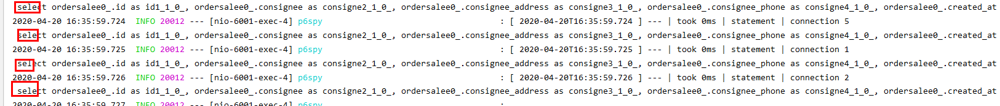 select ordersalee0_.id as id1_1_0_, ordersalee0_.consignee as consigne2_1_0_, ordersalee0_.consignee_address as consigne3_1_0_, ordersalee0_.consignee_phone as consigne4_1_0_, ordersalee0_.created_at
2020-04-20 16:35:59.724  INFO 20012 --- [nio-6001-exec-4] p6spy                                    : [ 2020-04-20T16:35:59.724 ] --- | took 0ms | statement | connection 5
select ordersalee0_.id as id1_1_0_, ordersalee0_.consignee as consigne2_1_0_, ordersalee0_.consignee_address as consigne3_1_0_, ordersalee0_.consignee_phone as consigne4_1_0_, ordersalee0_.created_at
2020-04-20 16:35:59.725  INFO 20012 --- [nio-6001-exec-4] p6spy                                    : [ 2020-04-20T16:35:59.725 ] --- | took 0ms | statement | connection 1
select ordersalee0_.id as id1_1_0_, ordersalee0_.consignee as consigne2_1_0_, ordersalee0_.consignee_address as consigne3_1_0_, ordersalee0_.consignee_phone as consigne4_1_0_, ordersalee0_.created_at
2020-04-20 16:35:59.726  INFO 20012 --- [nio-6001-exec-4] p6spy                                    : [ 2020-04-20T16:35:59.726 ] --- | took 0ms | statement | connection 2
select ordersalee0_.id as id1_1_0_, ordersalee0_.consignee as consigne2_1_0_, ordersalee0_.consignee_address as consigne3_1_0_, ordersalee0_.consignee_phone as consigne4_1_0_, ordersalee0_.created_at
2020-04-20 16:35:59.727  INFO 20012 --- [nio-6001-exec-4] p6spy                                    :